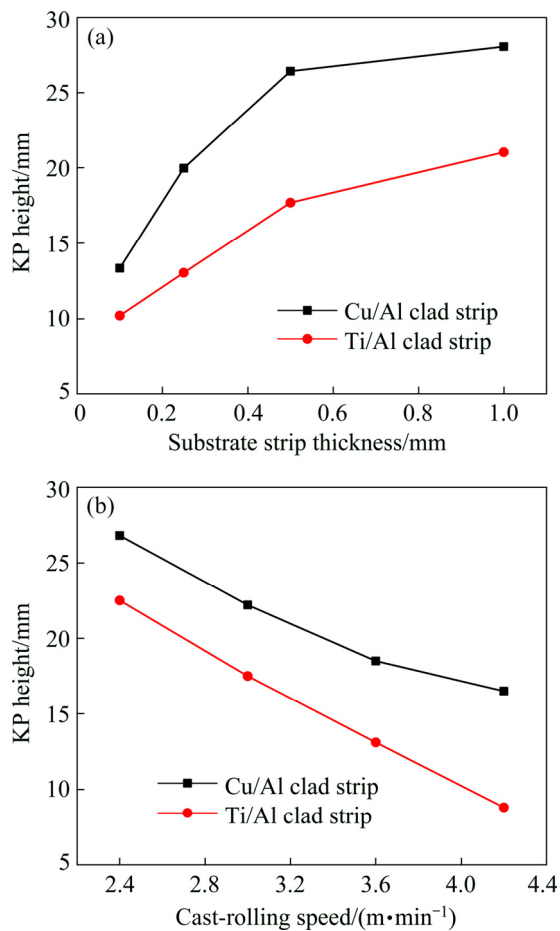 (a)
30
25
20
15
10
5
KP height/mm
Cu/Al clad strip
Ti/Al clad strip
0 0.2 0.4 0.6 0.8 1.0
Substrate strip thickness/mm
(b)
30
25
20
15
10
5
KP height/mm
Cu/Al clad strip
Ti/Al clad strip
2.4 2.8 3.2 3.6 4.0 4.4
Cast-rolling speed/(m•min⁻¹)